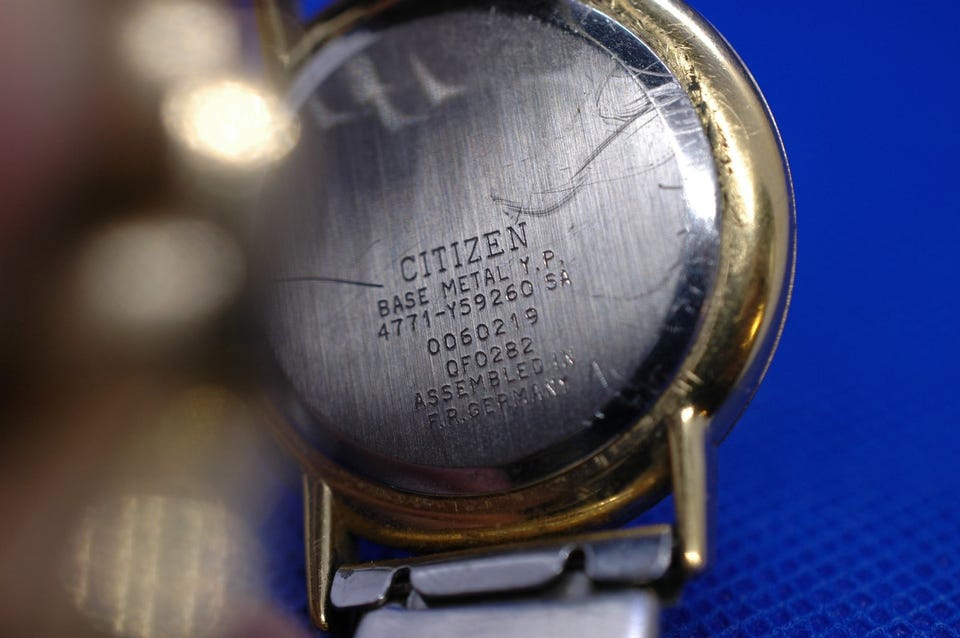 CITIZEN
BASE METAL Y.P.
4771-Y59260 SA
0060219
QF0282
ASSEMBLED IN
F.R.GERMANY